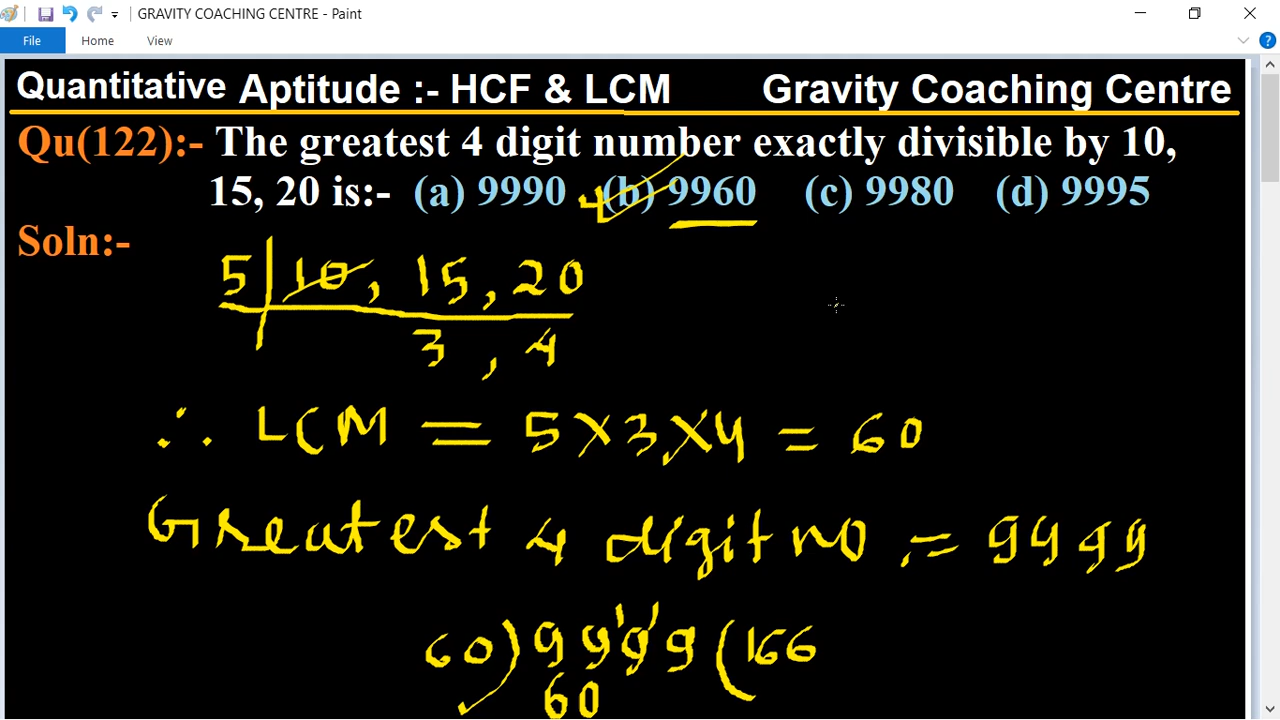 GRAVITY COACHING CENTRE - Paint
File Home View
Quantitative Aptitude :- HCF & LCM Gravity Coaching Centre
Qu(122):- The greatest 4 digit number exactly divisible by 10,
15, 20 is:- (a) 9990 (b) 9960 (c) 9980 (d) 9995
Soln:-
5 | 10, 15, 20
3, 4
∴ LCM = 5 X 3 X 4 = 60
Greatest 4 digit no. = 9999
60) 9999 (166
60